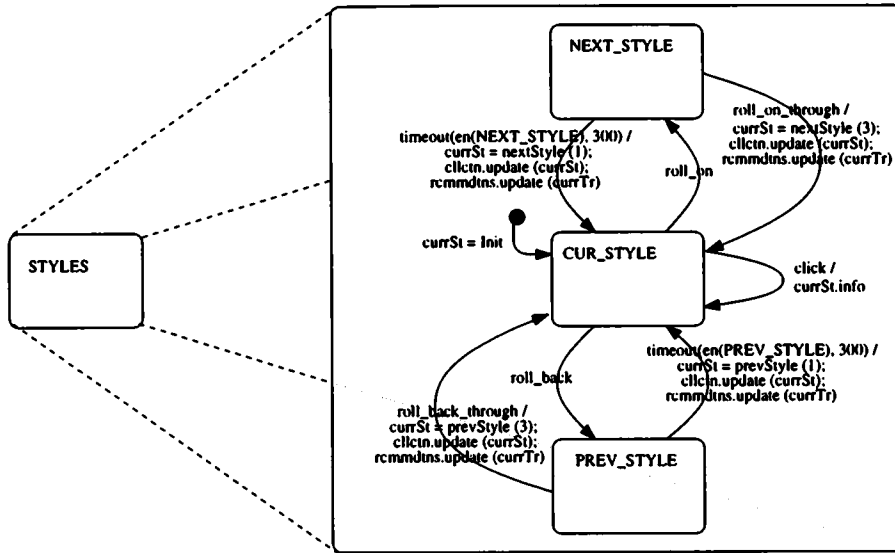 NEXT_STYLE
roll_on_through /
currSt = nextStyle (3);
cllctn.update (currSt);
rcmmdtns.update (currTr)
timeout(en(NEXT_STYLE), 300) /
currSt = nextStyle (1);
cllctn.update (currSt);
rcmmdtns.update (currTr)
roll_on
currSt = Init
CUR_STYLE
STYLES
click /
currSt.info
timeout(en(PREV_STYLE), 300) /
currSt = prevStyle (1);
cllctn.update (currSt);
rcmmdtns.update (currTr)
roll_back
roll_back_through /
currSt = prevStyle (3);
cllctn.update (currSt);
rcmmdtns.update (currTr)
PREV_STYLE